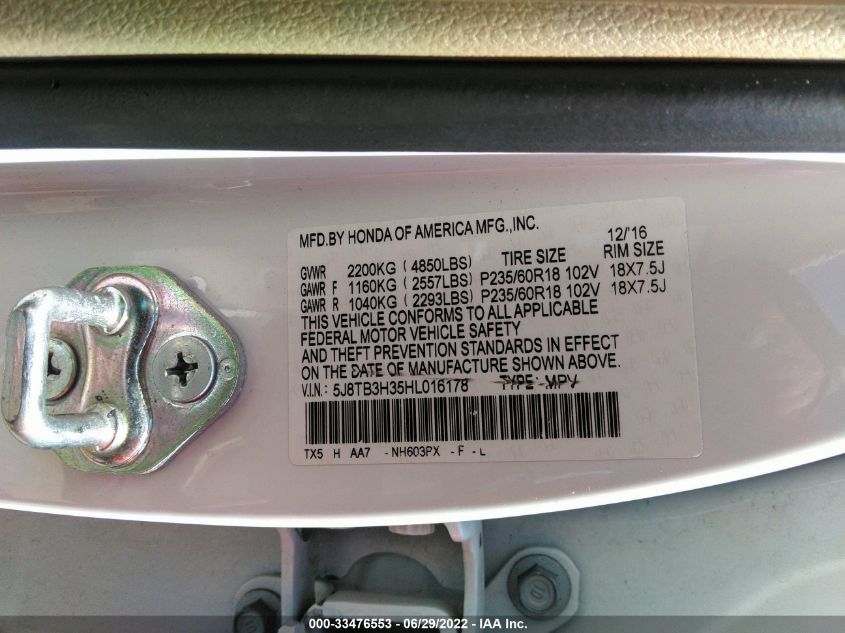 MFD.BY HONDA OF AMERICA MFG.,INC. 12/'16
GVWR 2200KG ( 4850LBS) TIRE SIZE RIM SIZE
GAWR F 1160KG ( 2557LBS) P235/60R18 102V 18X7.5J
GAWR R 1040KG ( 2293LBS) P235/60R18 102V 18X7.5J
THIS VEHICLE CONFORMS TO ALL APPLICABLE
FEDERAL MOTOR VEHICLE SAFETY
AND THEFT PREVENTION STANDARDS IN EFFECT
ON THE DATE OF MANUFACTURE SHOWN ABOVE.
V.I.N: 5J8TB3H35HL016178 TYPE: MPV
TX5 H AA7 -NH603PX -F -L
000-33476553 - 06/29/2022 - IAA Inc.